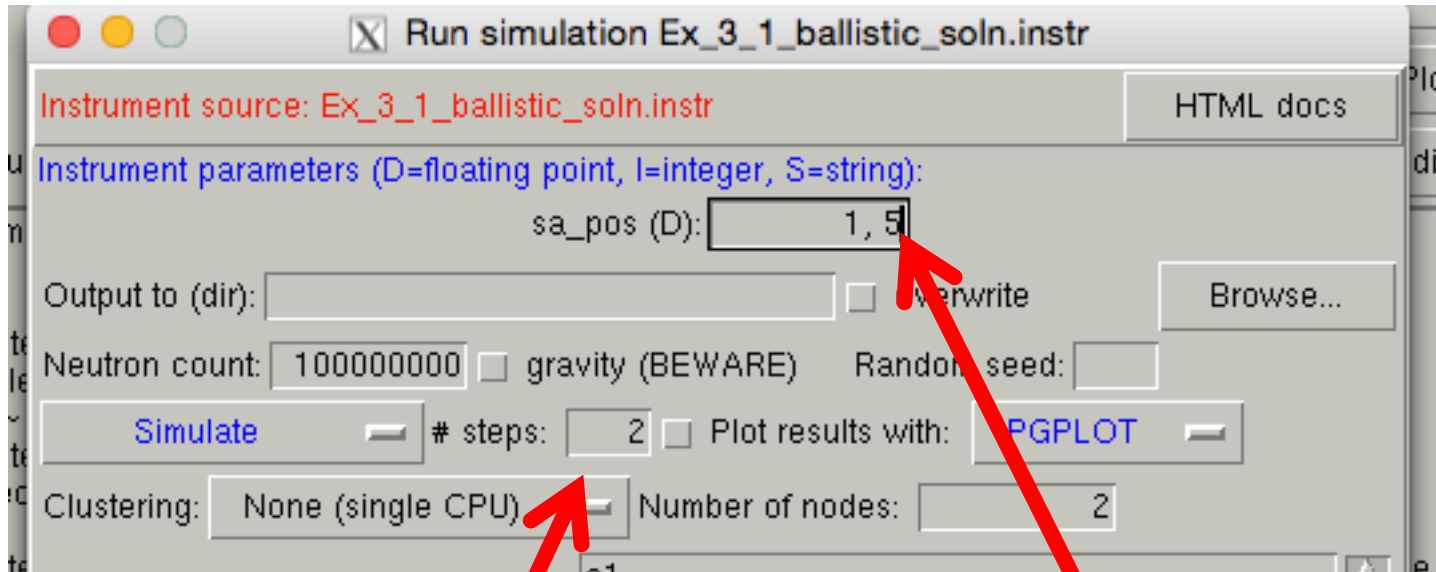 Run simulation Ex_3_1_ballistic_soln.instr
Instrument source: Ex_3_1_ballistic_soln.instr HTML docs
Instrument parameters (D=floating point, I=integer, S=string):
sa_pos (D): 1, 5
Output to (dir): Browse...
Neutron count: 100000000 gravity (BEWARE) Random seed:
Simulate # steps: 2 Plot results with: PGPLOT
Clustering: None (single CPU) Number of nodes: 2